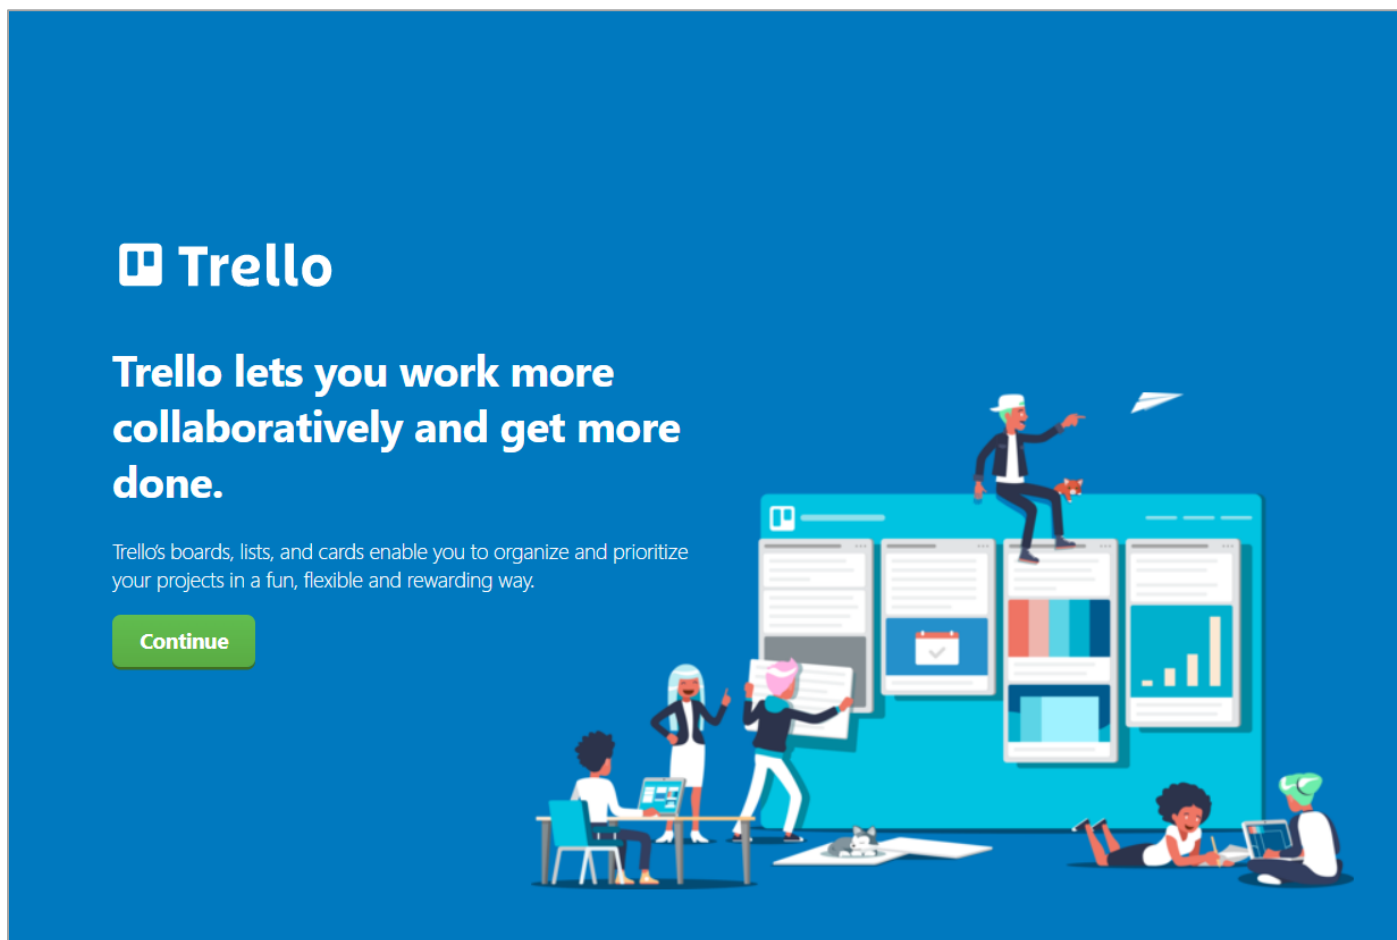 Trello
Trello lets you work more
collaboratively and get more
done.
Trello's boards, lists, and cards enable you to organize and prioritize
your projects in a fun, flexible and rewarding way.
Continue